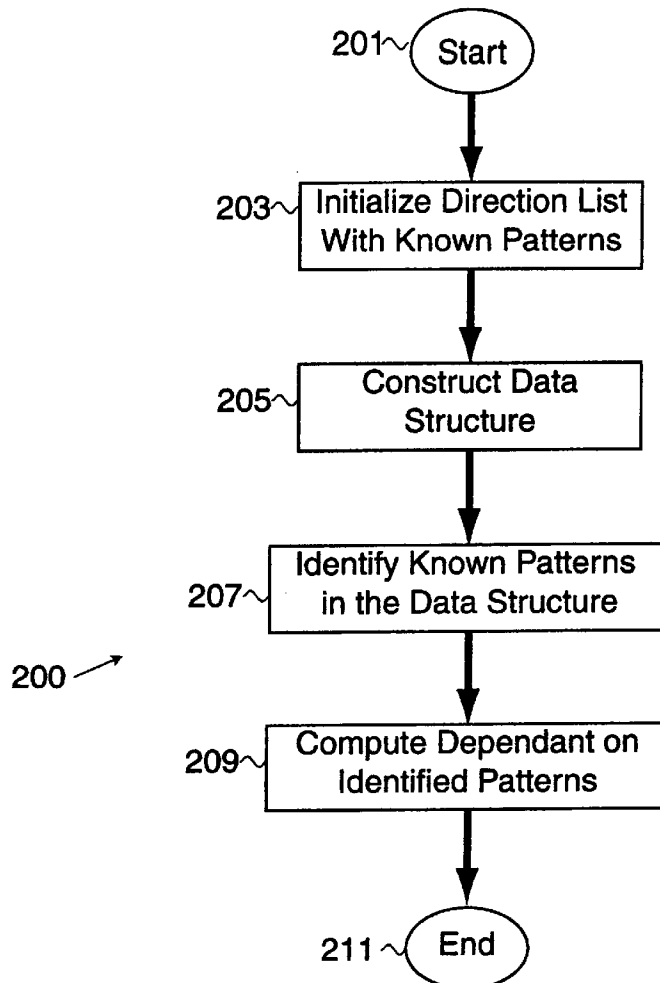 201
Start
203
Initialize Direction List
With Known Patterns
205
Construct Data
Structure
Identify Known Patterns
207
in the Data Structure
200
Compute Dependant on
209
Identified Patterns
211
End